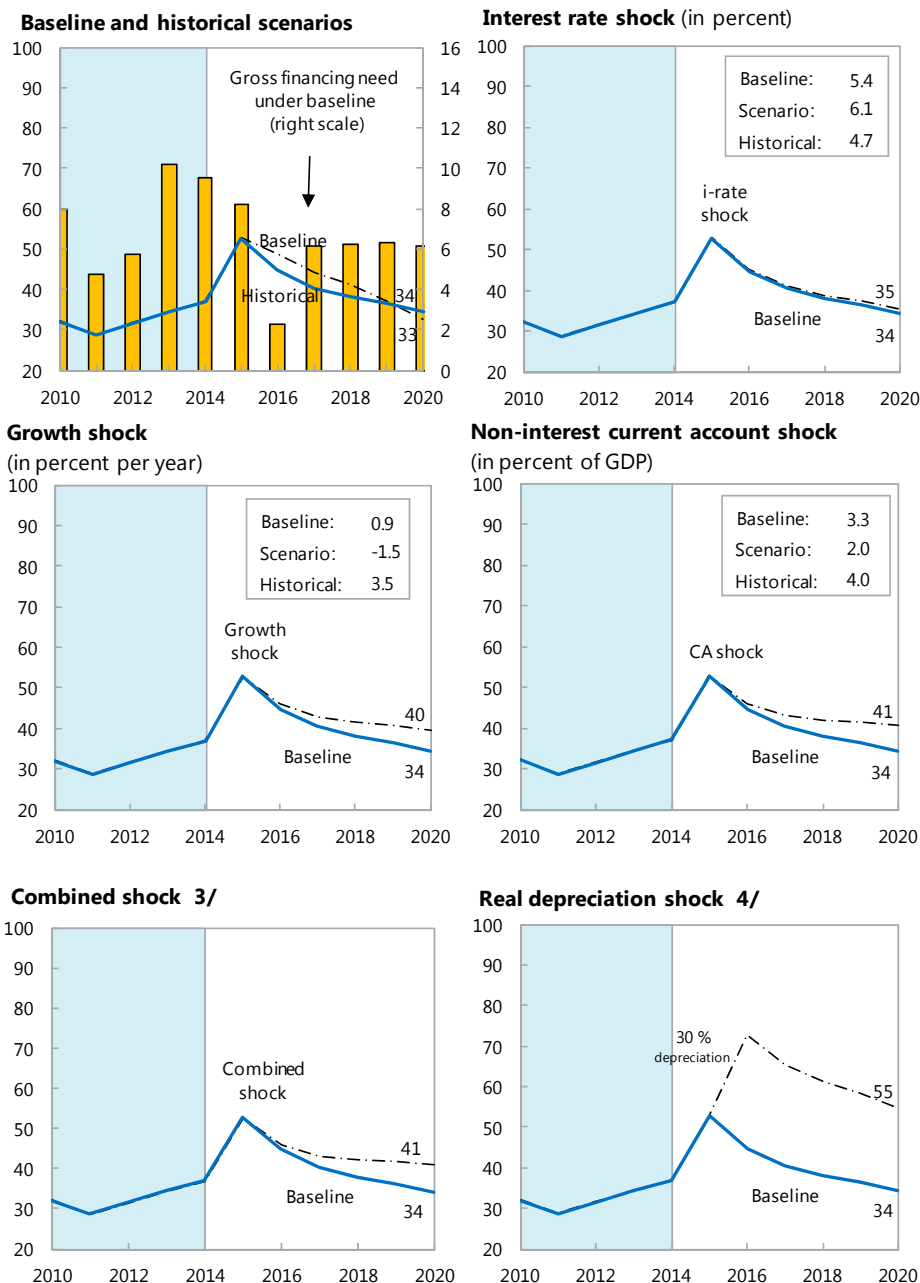 Baseline and historical scenarios
100
90
80
70
60
50
40
30
20
16
14
12
10
8
6
4
2
0
Gross financing need
under baseline
(right scale)
Baseline
Historical
34
33
2010 2012 2014 2016 2018 2020
Interest rate shock (in percent)
100
90
80
70
60
50
40
30
20
Baseline: 5.4
Scenario: 6.1
Historical: 4.7
i-rate
shock
35
Baseline
34
2010 2012 2014 2016 2018 2020
Growth shock
(in percent per year)
100
90
80
70
60
50
40
30
20
Baseline: 0.9
Scenario: -1.5
Historical: 3.5
Growth
shock
40
Baseline
34
2010 2012 2014 2016 2018 2020
Non-interest current account shock
(in percent of GDP)
100
90
80
70
60
50
40
30
20
Baseline: 3.3
Scenario: 2.0
Historical: 4.0
CA shock
41
Baseline
34
2010 2012 2014 2016 2018 2020
Combined shock 3/
100
90
80
70
60
50
40
30
20
Combined
shock
41
Baseline
34
2010 2012 2014 2016 2018 2020
Real depreciation shock 4/
100
90
80
70
60
50
40
30
20
30 %
depreciation
55
Baseline
34
2010 2012 2014 2016 2018 2020